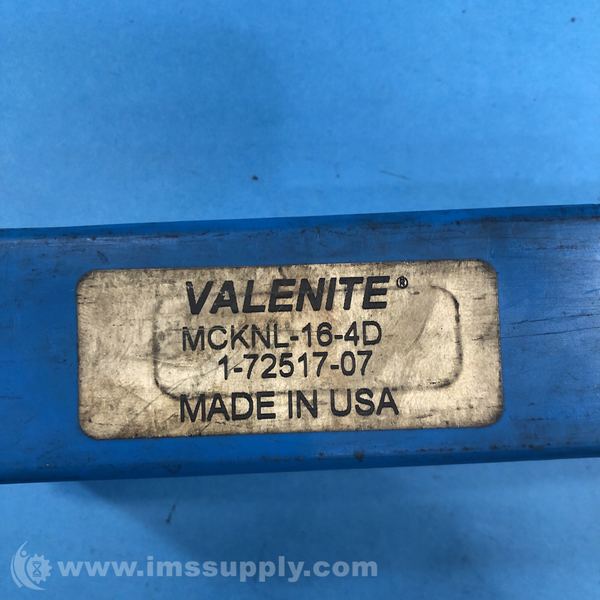 VALENITE®
MCKNL-16-4D
1-72517-07
MADE IN USA
www.imssupply.com